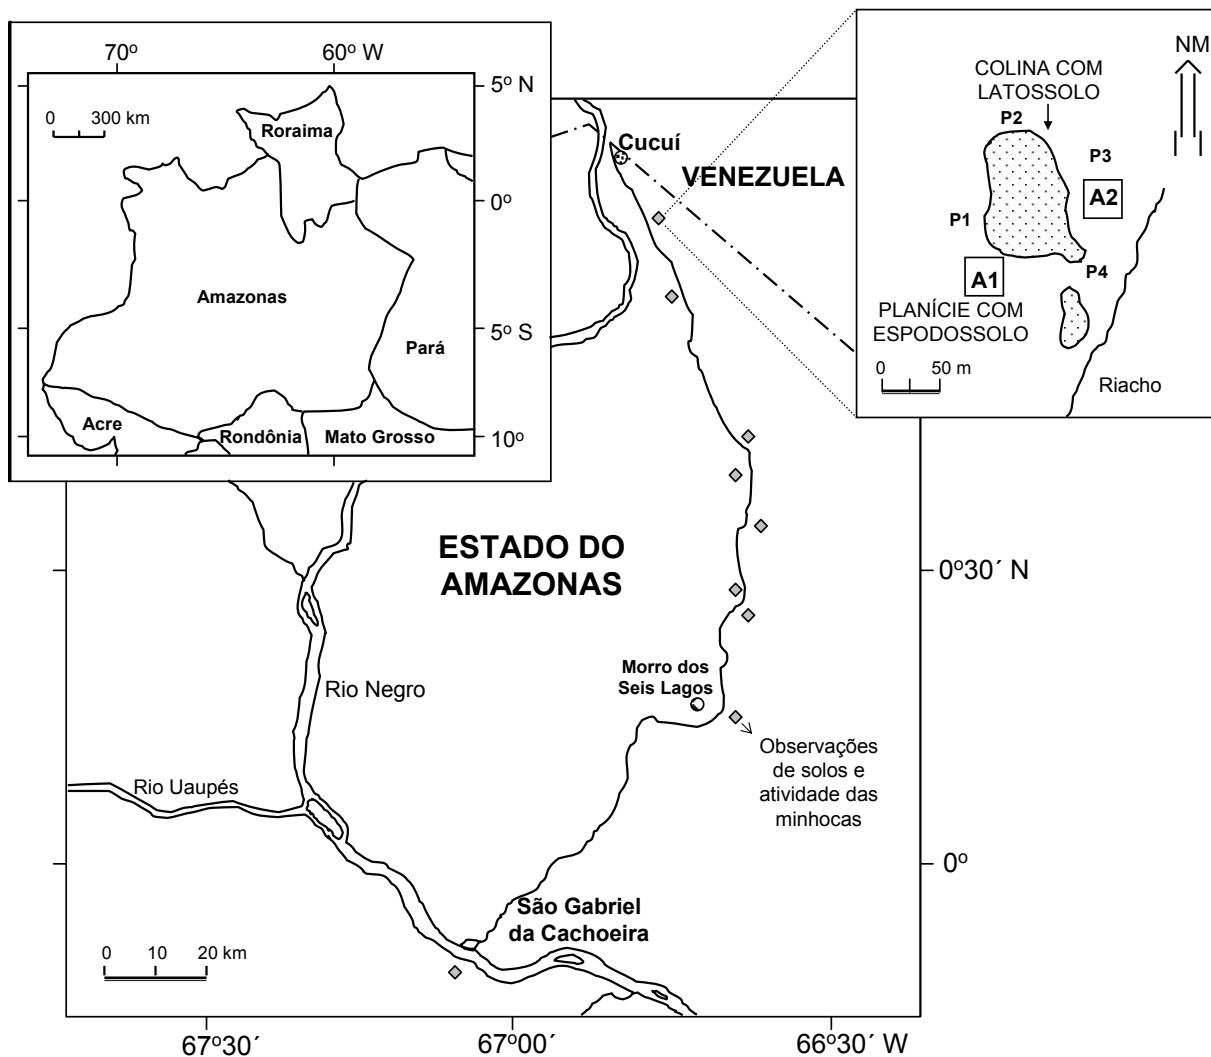 70º
60º W
5º N
0º
5º S
10º
0
300 km
Roraima
Amazonas
Pará
Acre
Rondônia
Mato Grosso
Cucuí
VENEZUELA
NM
COLINA COM
LATOSSOLO
P2
P3
A2
P1
A1
P4
PLANÍCIE COM
ESPODOSSOLO
0
50 m
Riacho
ESTADO DO
AMAZONAS
0º30´ N
Morro dos
Seis Lagos
Rio Negro
Observações
de solos e
atividade das
minhocas
Rio Uaupés
0º
São Gabriel
da Cachoeira
0
10
20 km
67º30´
67º00´
66º30´ W